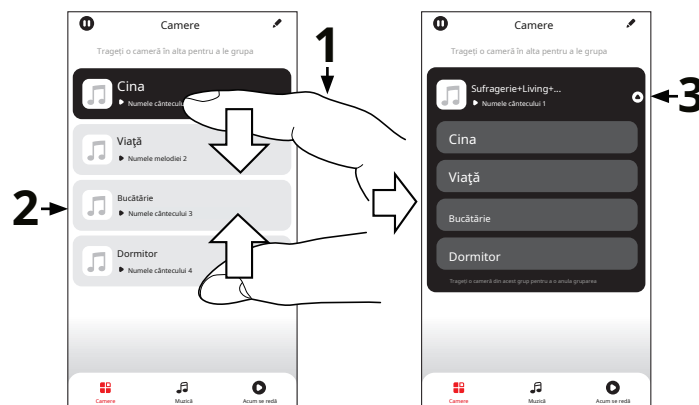 Camere
Trageți o cameră în alta pentru a le grupa
1
Cina
Numele cântecului
Viaţă
Numele melodiei 2
2
Bucătărie
Numele cântecului 3
Dormitor
Numele cântecului 4
Camere
Muzică
Acum se redă
Camere
Trageți o cameră în alta pentru a le grupa
Sufragerie+Living+...
Numele cântecului 1
3
Cina
Viaţă
Bucătărie
Dormitor
Trageți o cameră din acest grup pentru a o anula gruparea
Camere
Muzică
Acum se redă